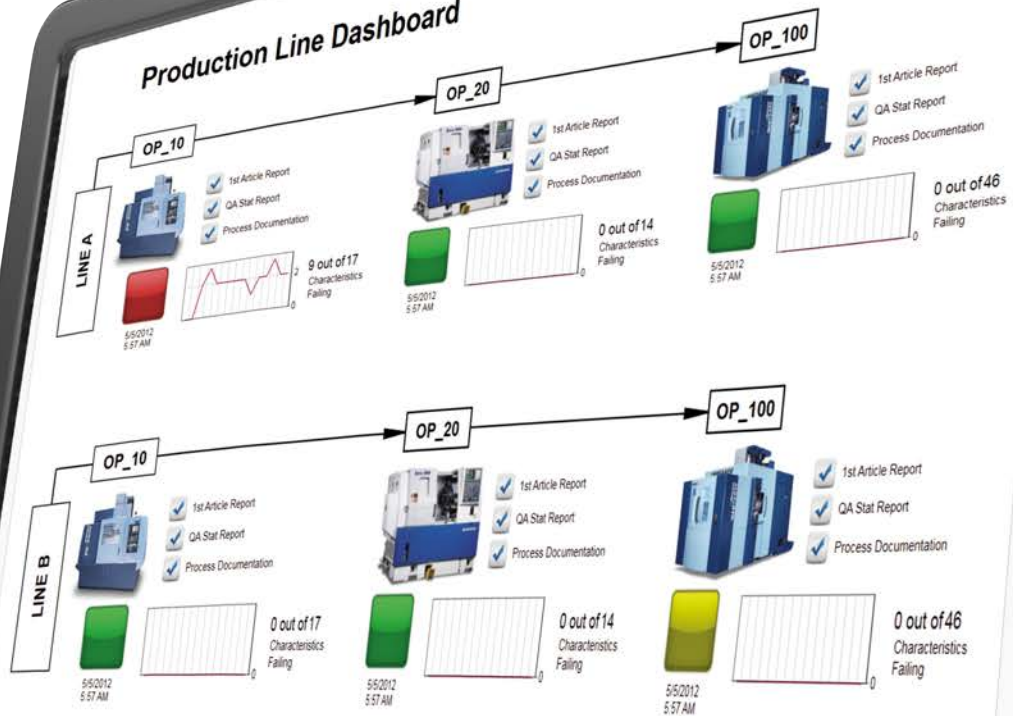 Production Line Dashboard
LINE A
OP_10
1st Article Report
QA Stat Report
Process Documentation
5/5/2012
5:57 AM
2
0
9 out of 17
Characteristics
Failing
OP_20
1st Article Report
QA Stat Report
Process Documentation
5/5/2012
5:57 AM
0
0 out of 14
Characteristics
Failing
OP_100
1st Article Report
QA Stat Report
Process Documentation
5/5/2012
5:57 AM
0
0 out of 46
Characteristics
Failing
LINE B
OP_10
1st Article Report
QA Stat Report
Process Documentation
5/5/2012
5:57 AM
0
0 out of 17
Characteristics
Failing
OP_20
1st Article Report
QA Stat Report
Process Documentation
5/5/2012
5:57 AM
0
0 out of 14
Characteristics
Failing
OP_100
1st Article Report
QA Stat Report
Process Documentation
5/5/2012
5:57 AM
0
0 out of 46
Characteristics
Failing